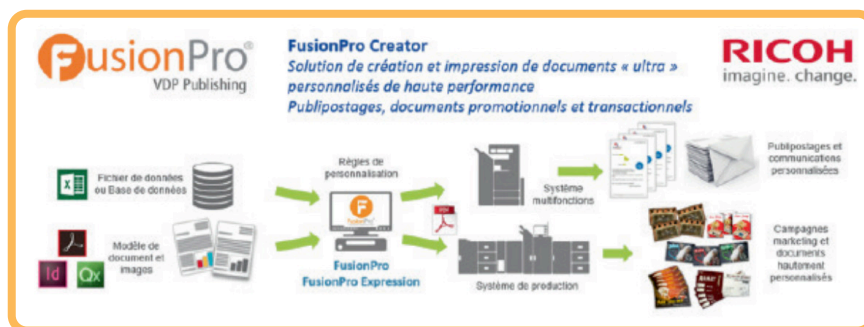 FusionPro®
VDP Publishing
FusionPro Creator
Solution de création et impression de documents « ultra »
personnalisés de haute performance
Publipostages, documents promotionnels et transactionnels
RICOH
imagine. change.
Fichier de données
ou Base de données
Modèle de
document et
images
Id
Qx
Règles de
personnalisation
FusionPro
FusionPro
FusionPro Expression
Système
multifonctions
Système de production
Publipostages et
communications
personnalisées
Campagnes
marketing et
documents
hautement
personnalisés